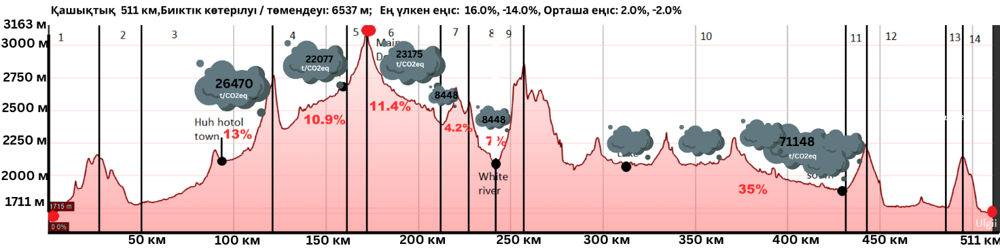 Қашықтық 511 км,Биіктік көтерілуі / төмендеуі: 6537 м; Ең үлкен еңіс: 16.0%, -14.0%, Орташа еңіс: 2.0%, -2.0%
3163 м
1 2 3 4 5 6 7 8 9 10 11 12 13 14
3000 м
Main
22077
t/CO2eq
23175
t/CO2eq
2750 м
26470
t/CO2eq
8448
2500 м
11.4%
Huh hotol
town
13%
10.9%
4.2%
8448
2250 м
7 %
71148
t/CO2eq
Lake
2000 м
White
river
south
35%
1711 м
1715 m
0.0%
Ulgii
50 км 100 км 150 км 200 км 250 км 300 км 350 км 400 км 450 км 511 км